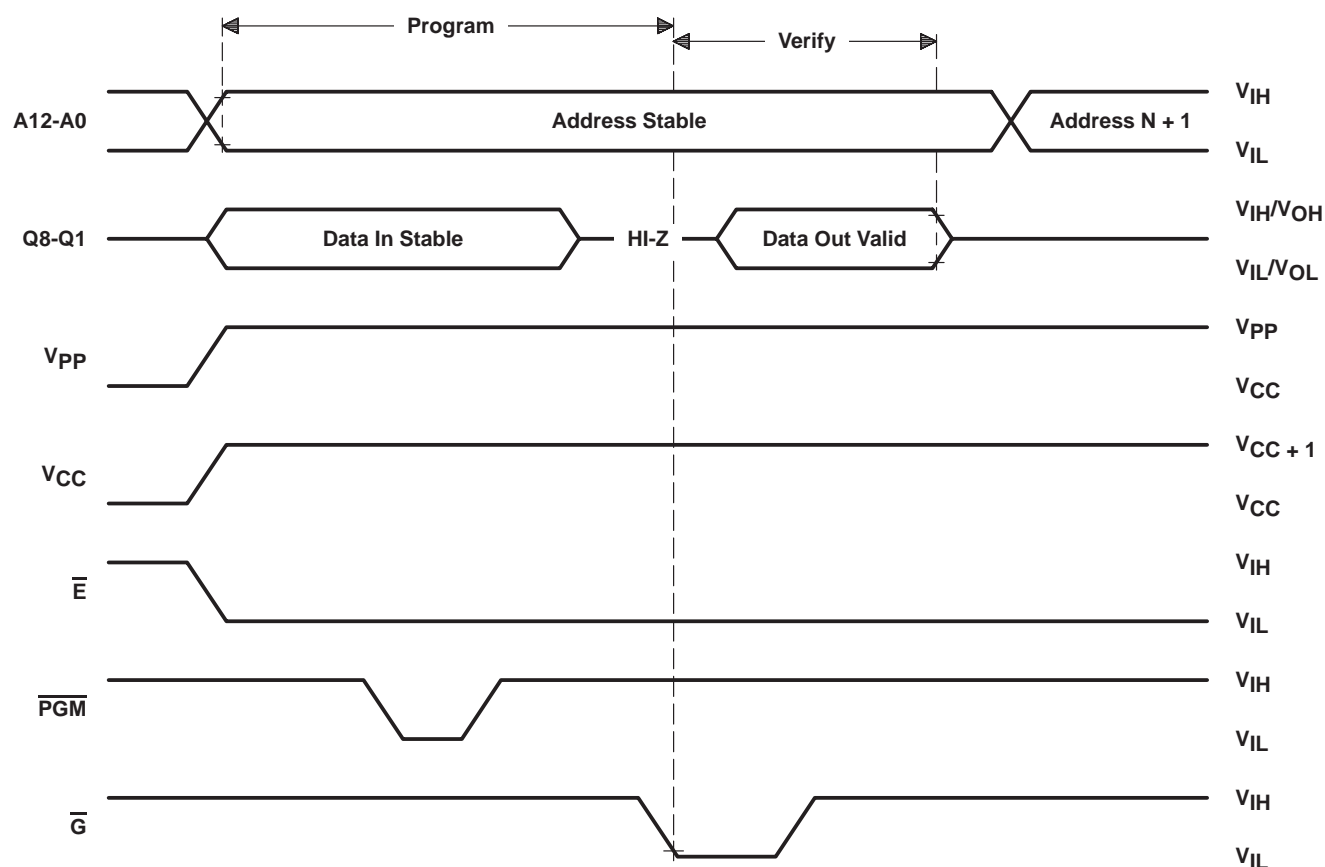 Program
Verify
A12-A0
Address Stable
Address N + 1
VIH
VIL
Q8-Q1
Data In Stable
HI-Z
Data Out Valid
VIH/VOH
VIL/VOL
VPP
VPP
VCC
VCC
VCC + 1
VCC
E̅
VIH
VIL
P̅G̅M̅
VIH
VIL
G̅
VIH
VIL